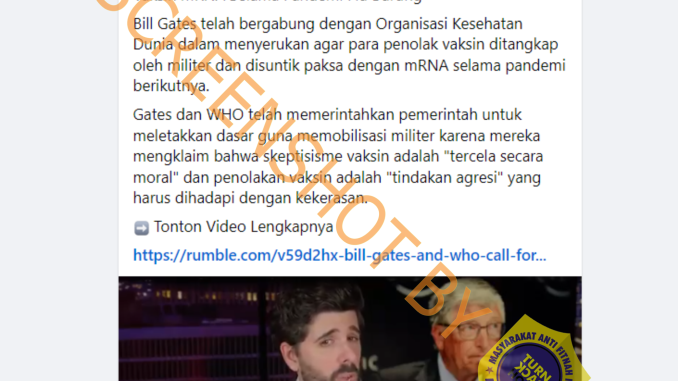 Bill Gates telah bergabung dengan Organisasi Kesehatan
Dunia dalam menyerukan agar para penolak vaksin ditangkap
oleh militer dan disuntik paksa dengan mRNA selama pandemi
berikutnya.
Gates dan WHO telah memerintahkan pemerintah untuk
meletakkan dasar guna memobilisasi militer karena mereka
mengklaim bahwa skeptisisme vaksin adalah "tercela secara
moral" dan penolakan vaksin adalah "tindakan agresi" yang
harus dihadapi dengan kekerasan.
➡ Tonton Video Lengkapnya
https://rumble.com/v59d2hx-bill-gates-and-who-call-for...
SCREENSHOT BY
MASYARAKAT ANTI FITNAH
TURN
BACK